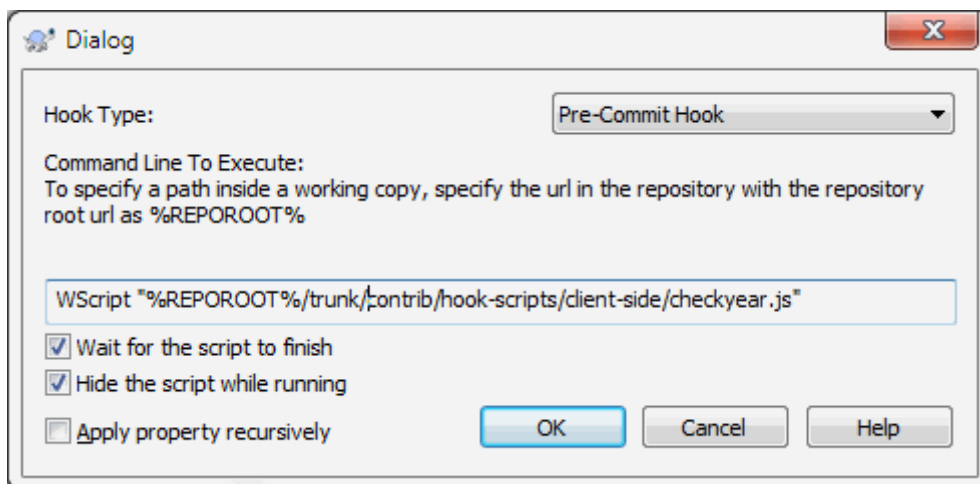 Dialog
Hook Type:
Pre-Commit Hook
Command Line To Execute:
To specify a path inside a working copy, specify the url in the repository with the repository
root url as %REPOROOT%
WScript "%REPOROOT%/trunk/contrib/hook-scripts/client-side/checkyear.js"
Wait for the script to finish
Hide the script while running
Apply property recursively
OK
Cancel
Help